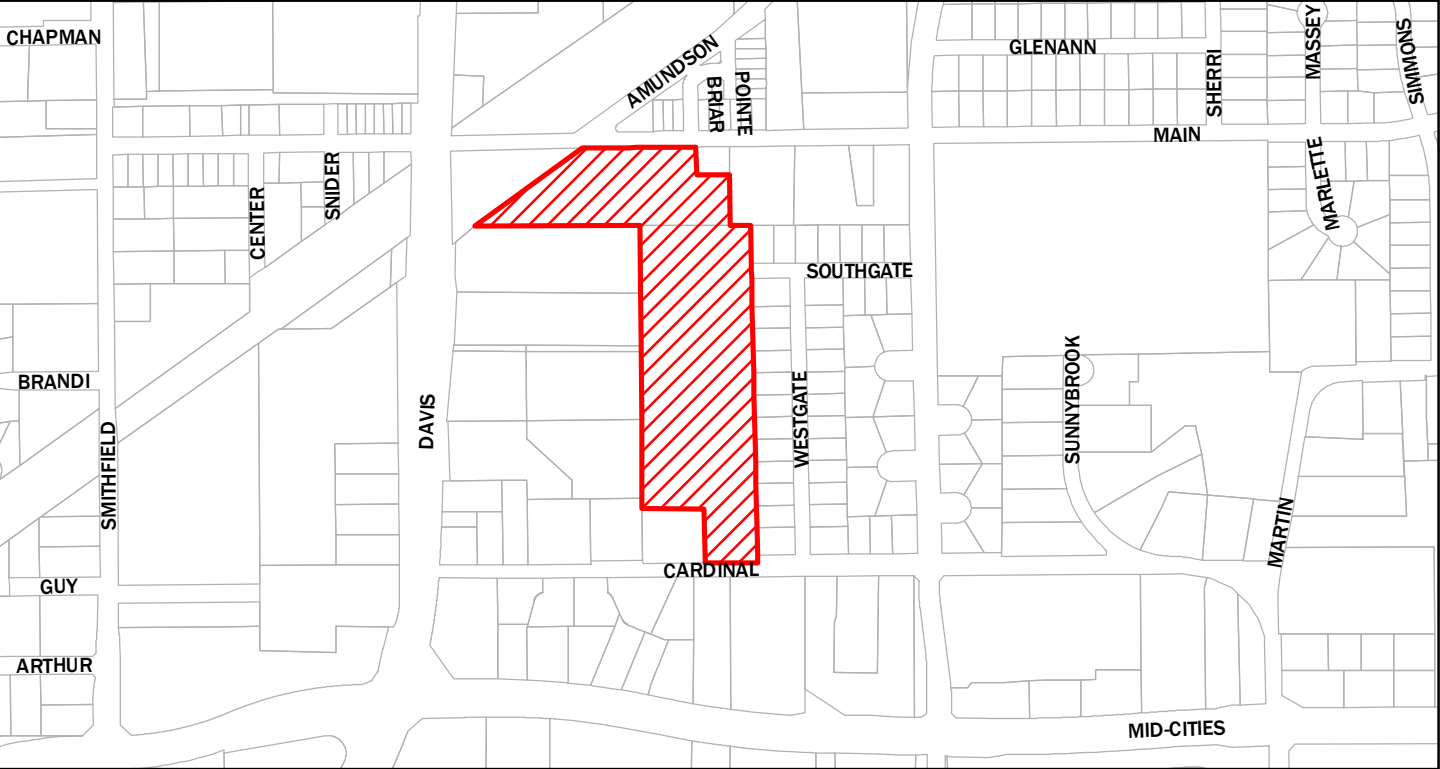 CHAPMAN
AMUNDSON
BRIAR
POINTE
GLENANN
SHERRI
MASSEY
SIMMONS
MAIN
CENTER
SNIDER
MARLETTE
SOUTHGATE
BRANDI
SMITHFIELD
DAVIS
WESTGATE
SUNNYBROOK
MARTIN
GUY
CARDINAL
ARTHUR
MID-CITIES